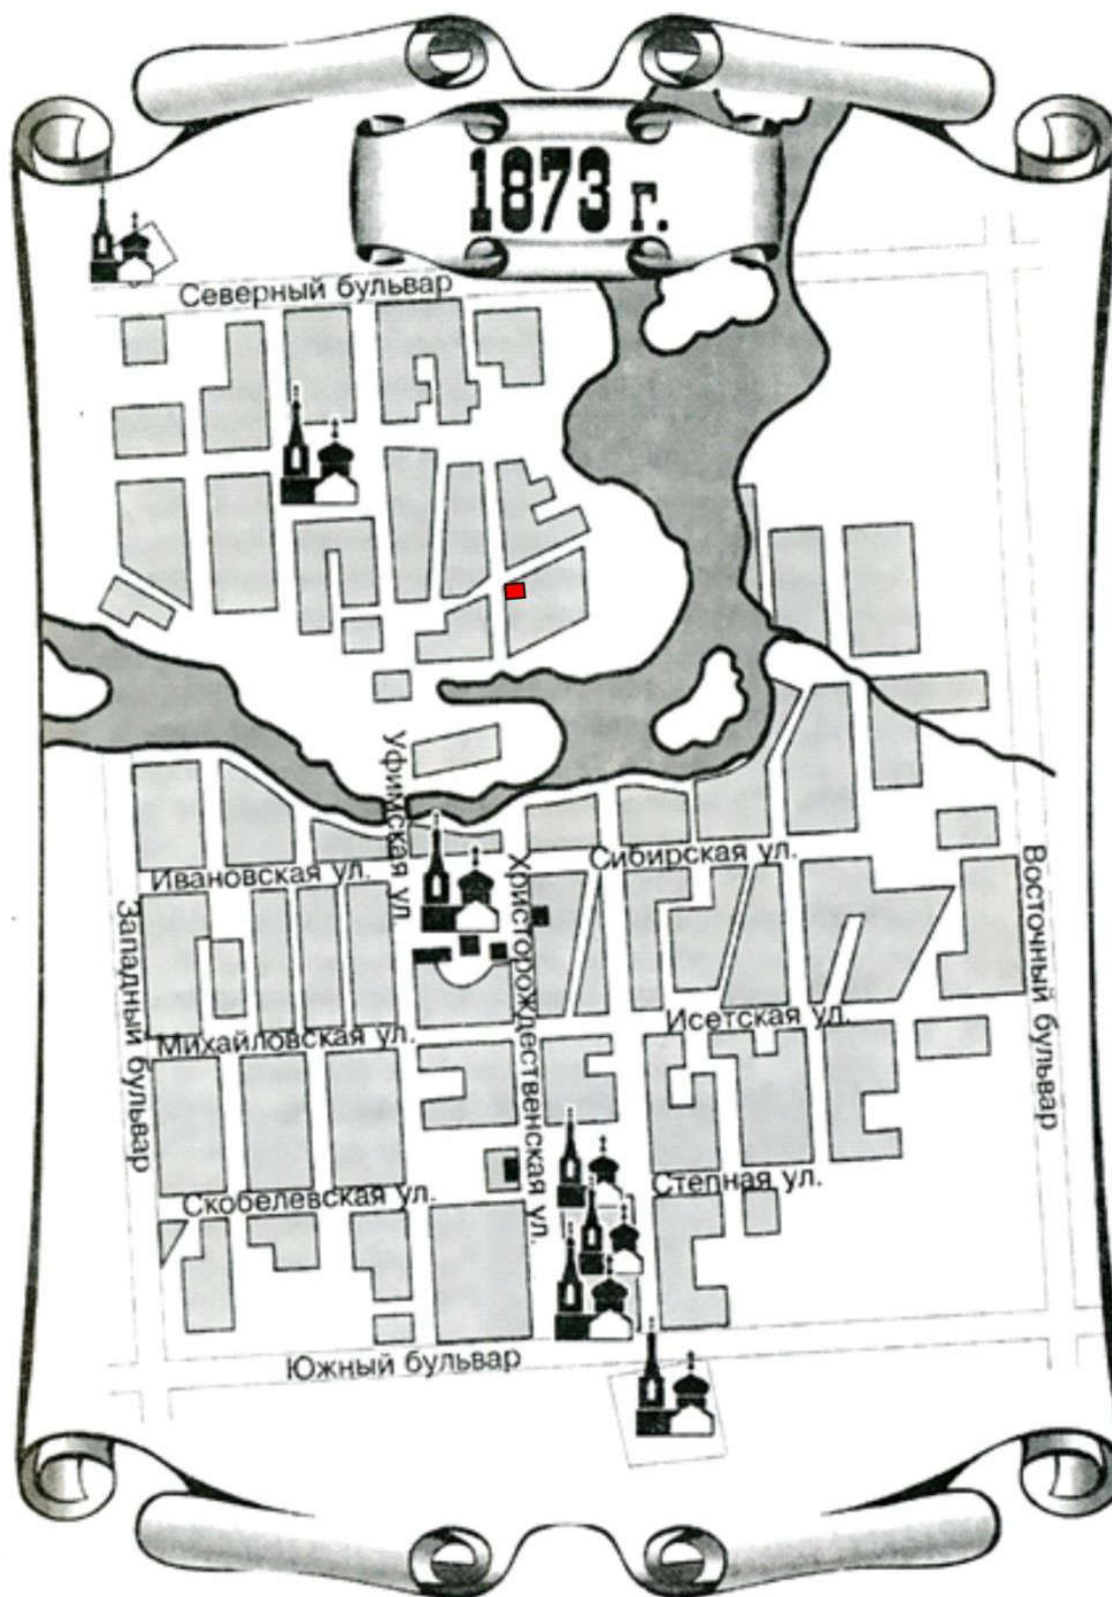 1873 г.
Северный бульвар
Уфимская ул.
Сибирская ул.
Ивановская ул.
Христорождественская ул.
Западный бульвар
Восточный бульвар
Исетская ул.
Михайловская ул.
Степная ул.
Скобелевская ул.
Южный бульвар